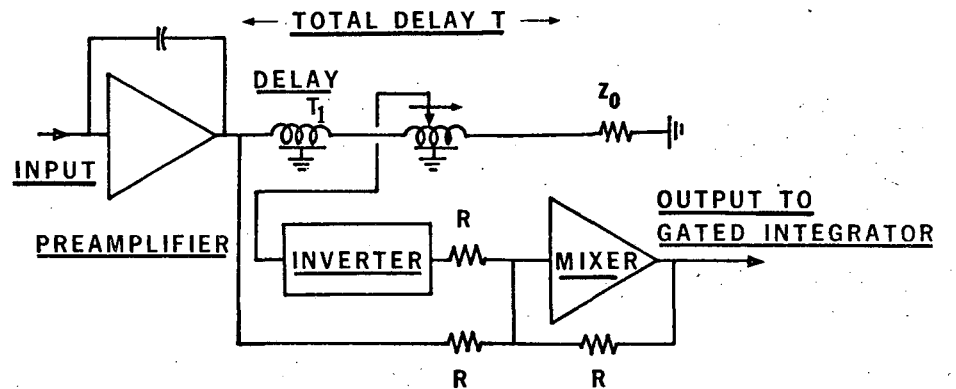 TOTAL DELAY T
DELAY
T1
Z0
INPUT
PREAMPLIFIER
INVERTER
R
MIXER
OUTPUT TO
GATED INTEGRATOR
R
R